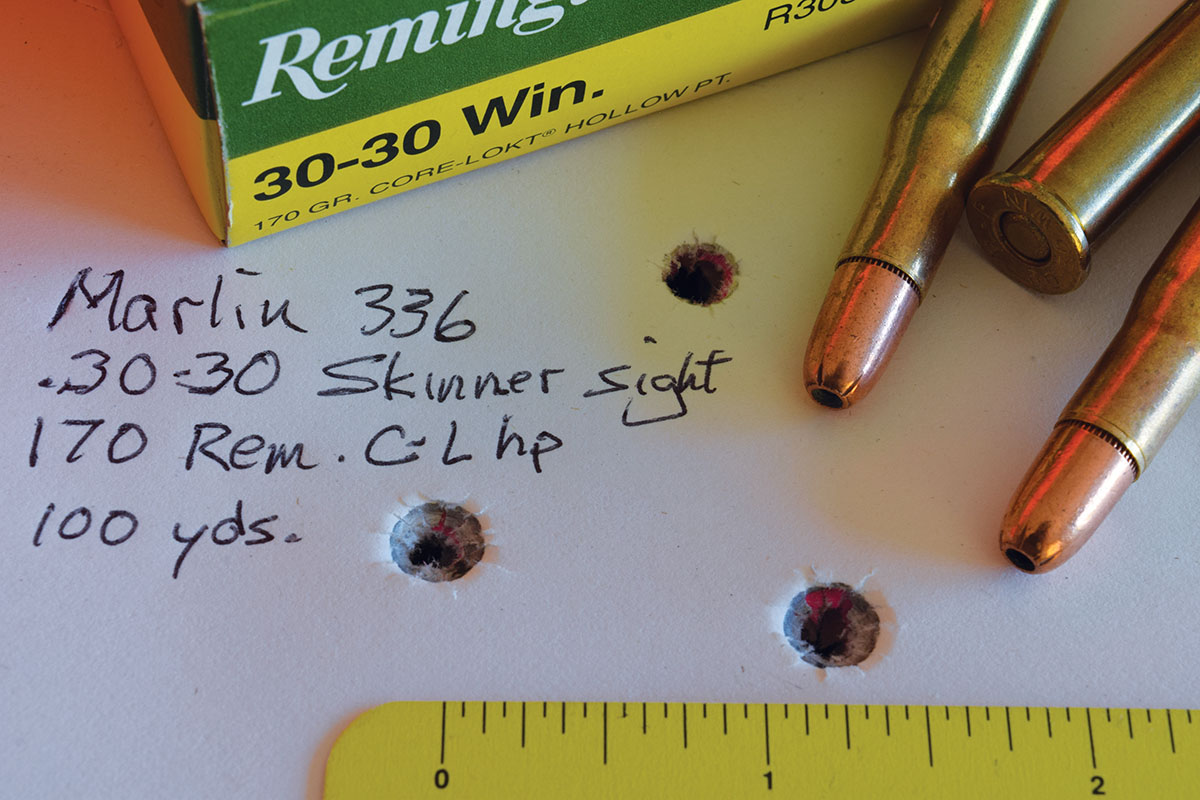 Remingt
R303
30-30 Win.
170 GR. CORE-LOKT® HOLLOW PT.
Marlin 336
.30-30 Skinner sight
170 Rem. C-L hp
100 yds.
0 1 2